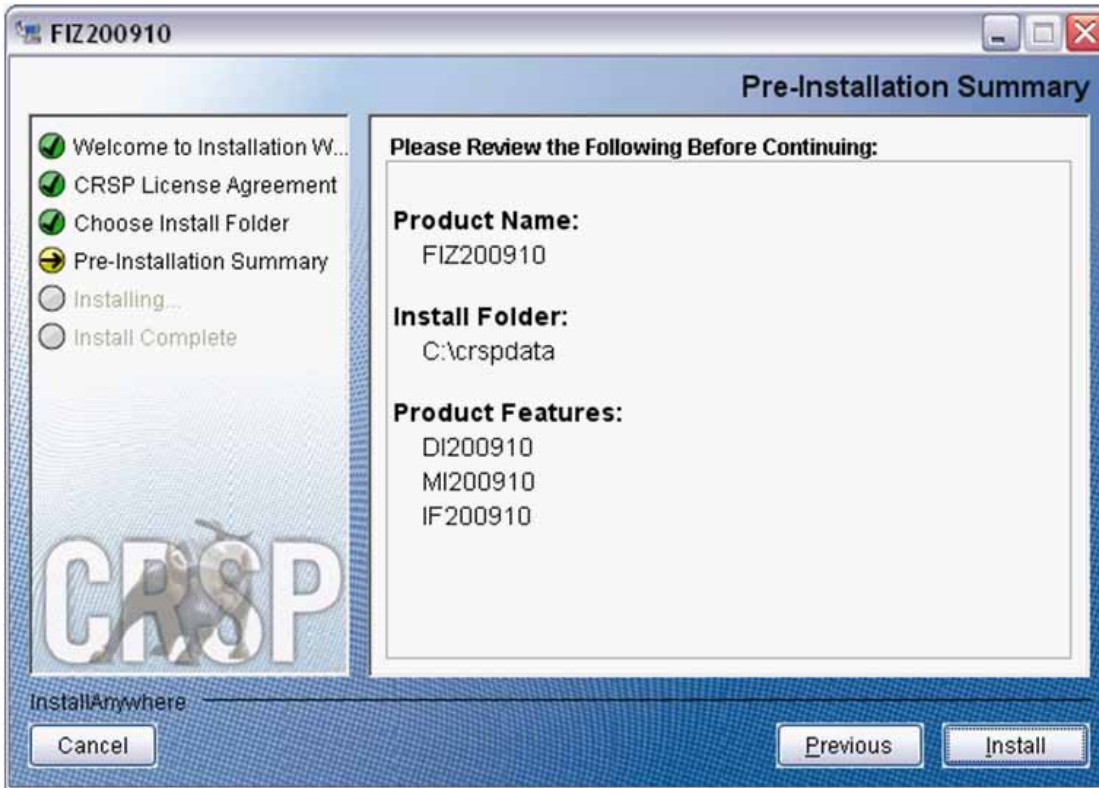 FIZ200910
Pre-Installation Summary
Welcome to Installation W...
CRSP License Agreement
Choose Install Folder
Pre-Installation Summary
Installing...
Install Complete
CRSP
Please Review the Following Before Continuing:
Product Name:
FIZ200910
Install Folder:
C:\crspdata
Product Features:
DI200910
MI200910
IF200910
InstallAnywhere
Cancel
Previous
Install